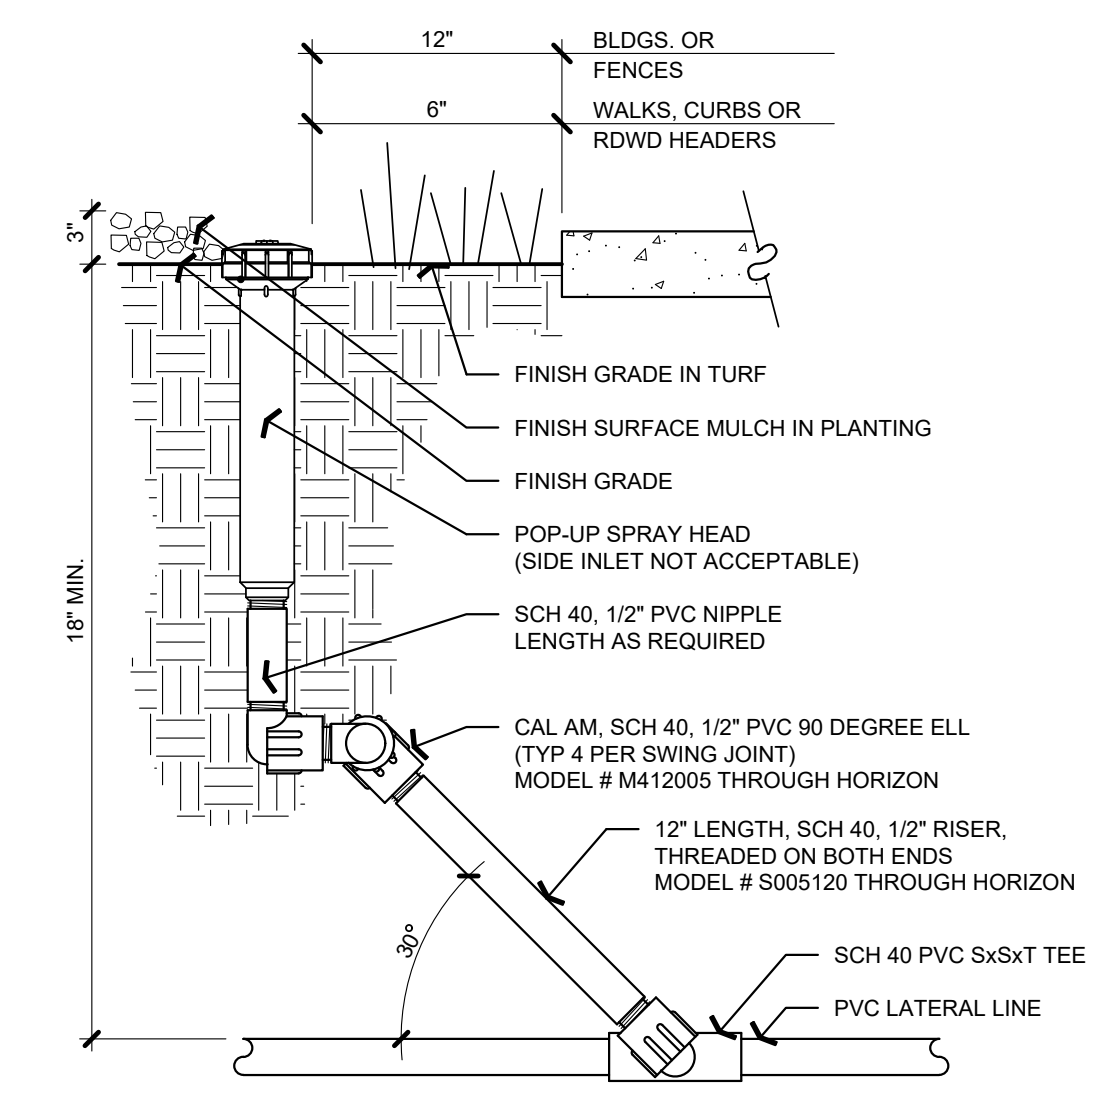 12"
BLDGS. OR
FENCES
6"
WALKS, CURBS OR
RDWD HEADERS
3"
FINISH GRADE IN TURF
FINISH SURFACE MULCH IN PLANTING
FINISH GRADE
POP-UP SPRAY HEAD
(SIDE INLET NOT ACCEPTABLE)
18" MIN.
SCH 40, 1/2" PVC NIPPLE
LENGTH AS REQUIRED
CAL AM, SCH 40, 1/2" PVC 90 DEGREE ELL
(TYP 4 PER SWING JOINT)
MODEL # M412005 THROUGH HORIZON
12" LENGTH, SCH 40, 1/2" RISER,
THREADED ON BOTH ENDS
MODEL # S005120 THROUGH HORIZON
30°
SCH 40 PVC SxSxT TEE
PVC LATERAL LINE